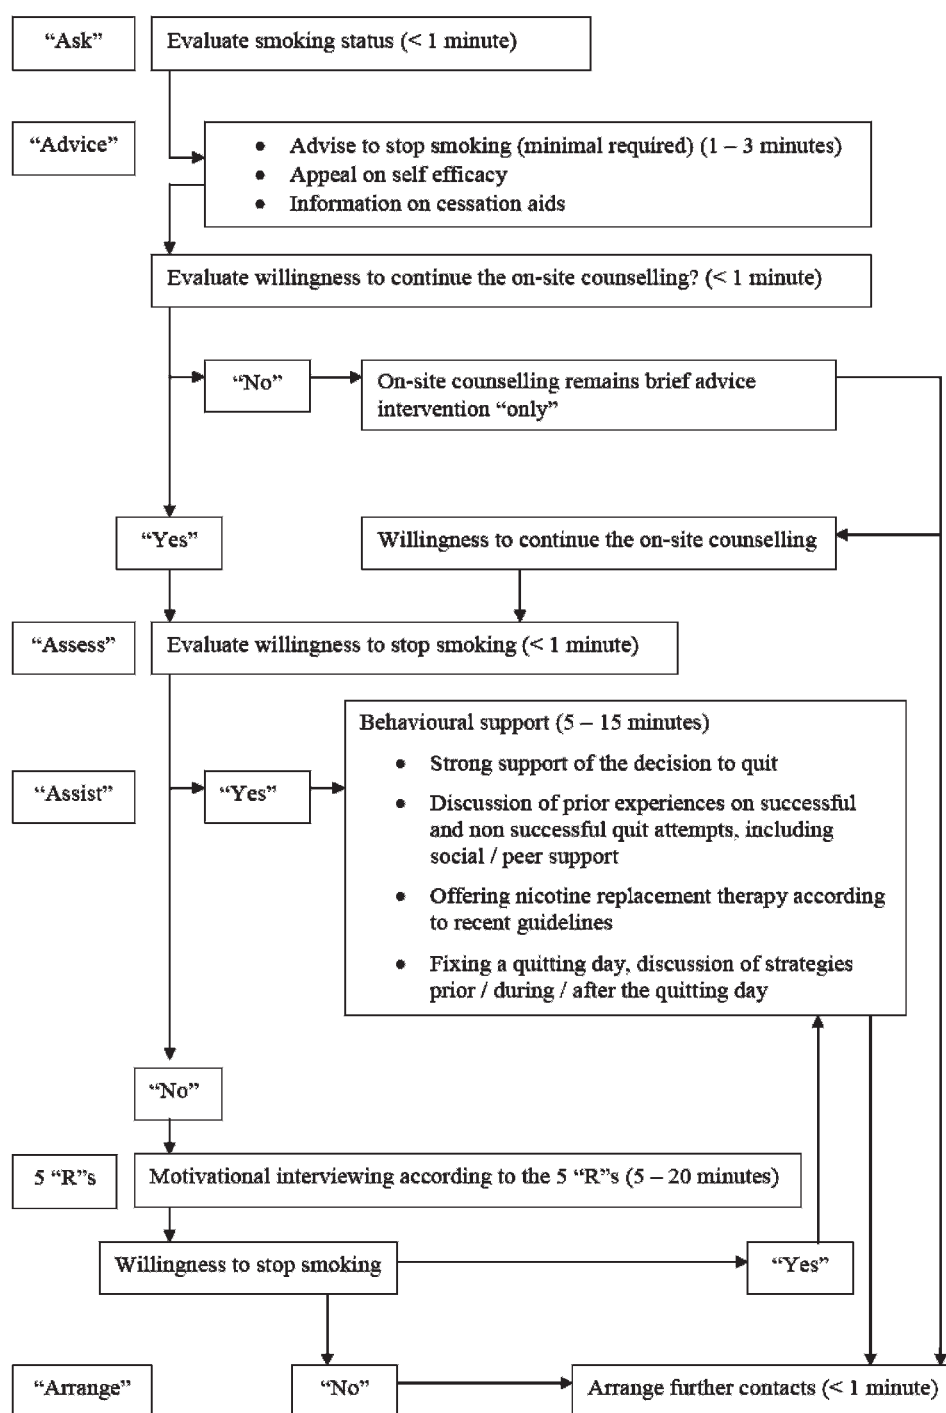 “Ask”
Evaluate smoking status (< 1 minute)
“Advice”
• Advise to stop smoking (minimal required) (1 – 3 minutes)
• Appeal on self efficacy
• Information on cessation aids
Evaluate willingness to continue the on-site counselling? (< 1 minute)
“No”
On-site counselling remains brief advice
intervention “only”
“Yes”
Willingness to continue the on-site counselling
“Assess”
Evaluate willingness to stop smoking (< 1 minute)
Behavioural support (5 – 15 minutes)
• Strong support of the decision to quit
“Assist”
“Yes”
• Discussion of prior experiences on successful
and non successful quit attempts, including
social / peer support
• Offering nicotine replacement therapy according
to recent guidelines
• Fixing a quitting day, discussion of strategies
prior / during / after the quitting day
“No”
5 “R”s
Motivational interviewing according to the 5 “R”s (5 – 20 minutes)
Willingness to stop smoking
“Yes”
“Arrange”
“No”
Arrange further contacts (< 1 minute)